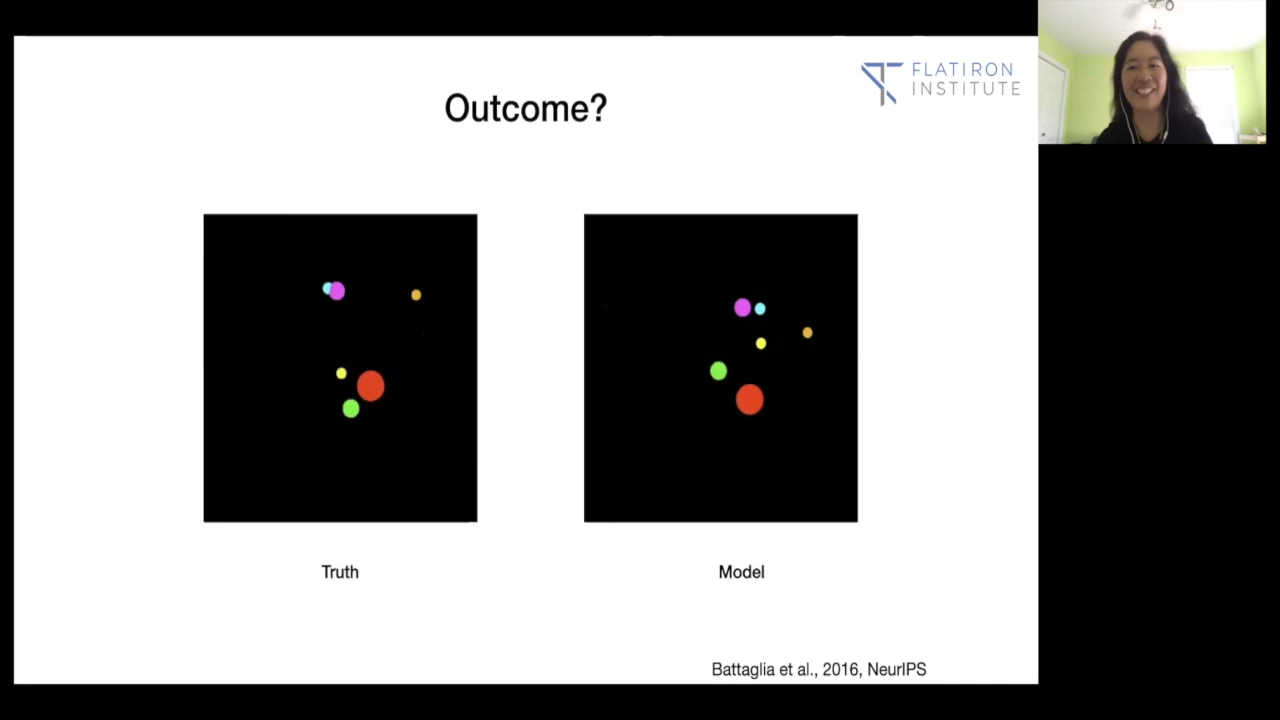 FLATIRON
INSTITUTE
Outcome?
Truth
Model
Battaglia et al., 2016, NeurIPS